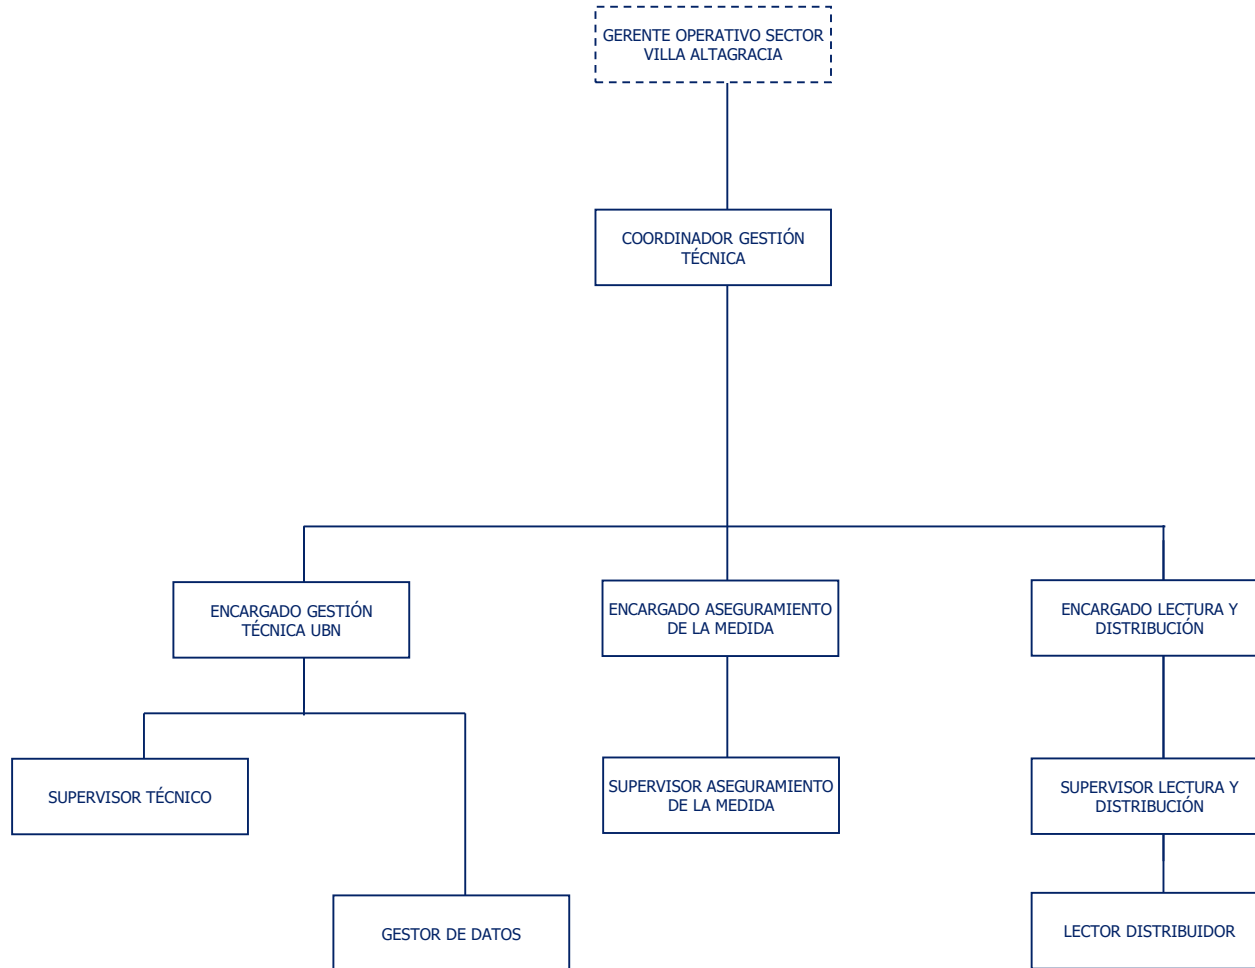 GERENTE OPERATIVO SECTOR
VILLA ALTAGRACIA
COORDINADOR GESTIÓN
TÉCNICA
ENCARGADO GESTIÓN
TÉCNICA UBN
ENCARGADO ASEGURAMIENTO
DE LA MEDIDA
ENCARGADO LECTURA Y
DISTRIBUCIÓN
SUPERVISOR TÉCNICO
SUPERVISOR ASEGURAMIENTO
DE LA MEDIDA
SUPERVISOR LECTURA Y
DISTRIBUCIÓN
GESTOR DE DATOS
LECTOR DISTRIBUIDOR